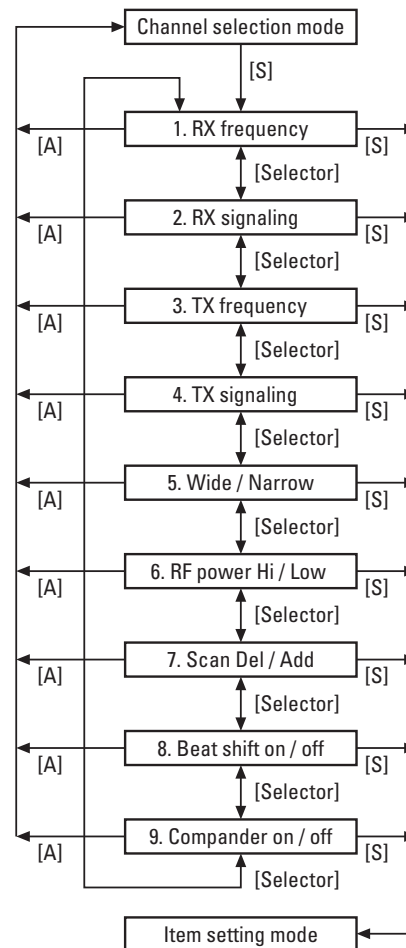 Channel selection mode
[S]
1. RX frequency
[A]
[S]
[Selector]
2. RX signaling
[A]
[S]
[Selector]
3. TX frequency
[A]
[S]
[Selector]
4. TX signaling
[A]
[S]
[Selector]
5. Wide / Narrow
[A]
[S]
[Selector]
6. RF power Hi / Low
[A]
[S]
[Selector]
7. Scan Del / Add
[A]
[S]
[Selector]
8. Beat shift on / off
[A]
[S]
[Selector]
9. Compander on / off
[A]
[S]
[Selector]
Item setting mode